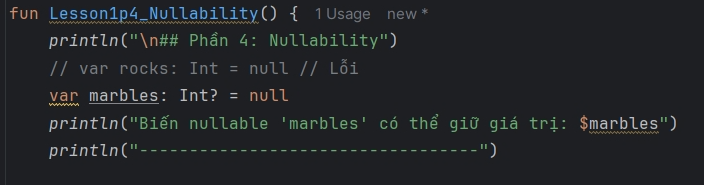 fun Lesson1p4_Nullability() {  1 Usage  new *
    println("\n## Phần 4: Nullability")
    // var rocks: Int = null // Lỗi
    var marbles: Int? = null
    println("Biến nullable 'marbles' có thể giữ giá trị: $marbles")
    println("----------------------------------")